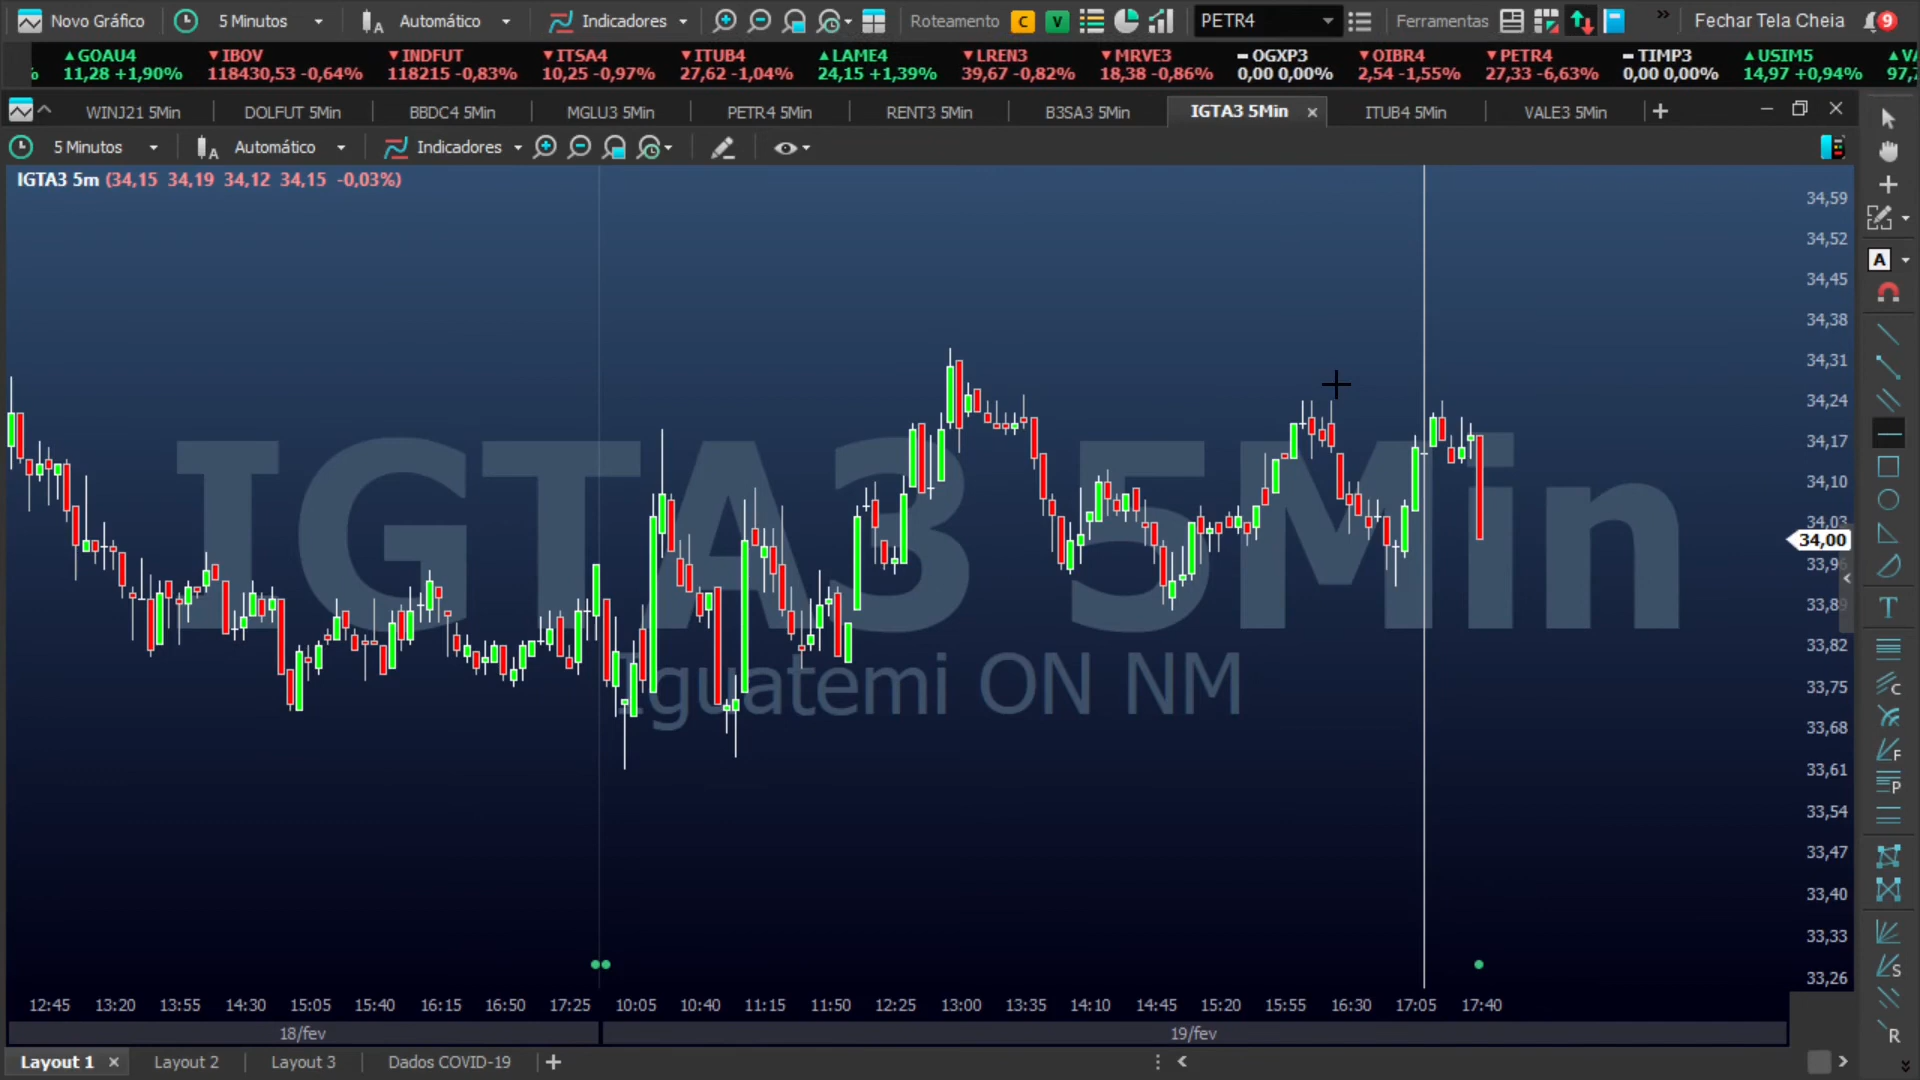 Novo Gráfico 5 Minutos Automático Indicadores Roteamento C V PETR4 Ferramentas » Fechar Tela Cheia 9
GOAU4 IBOV INDFUT ITSA4 ITUB4 LAME4 LREN3 MRVE3 OGXP3 OIBR4 PETR4 TIMP3 USIM5
% 11,28 +1,90% 118430,53 -0,64% 118215 -0,83% 10,25 -0,97% 27,62 -1,04% 24,15 +1,39% 39,67 -0,82% 18,38 -0,86% 0,00 0,00% 2,54 -1,55% 27,33 -6,63% 0,00 0,00% 14,97 +0,94%
WINJ21 5Min DOLFUT 5Min BBDC4 5Min MGLU3 5Min PETR4 5Min RENT3 5Min B3SA3 5Min IGTA3 5Min ITUB4 5Min VALE3 5Min
5 Minutos Automático Indicadores
IGTA3 5m (34,15 34,19 34,12 34,15 -0,03%)
IGTA3 5Min
Iguatemi ON NM
34,59
34,52
34,45
34,38
34,31
34,24
34,17
34,10
34,03
34,00
33,96
33,89
33,82
33,75
33,68
33,61
33,54
33,47
33,40
33,33
33,26
A
T
C
F
P
S
R
12:45 13:20 13:55 14:30 15:05 15:40 16:15 16:50 17:25 10:05 10:40 11:15 11:50 12:25 13:00 13:35 14:10 14:45 15:20 15:55 16:30 17:05 17:40
18/fev 19/fev
Layout 1 Layout 2 Layout 3 Dados COVID-19